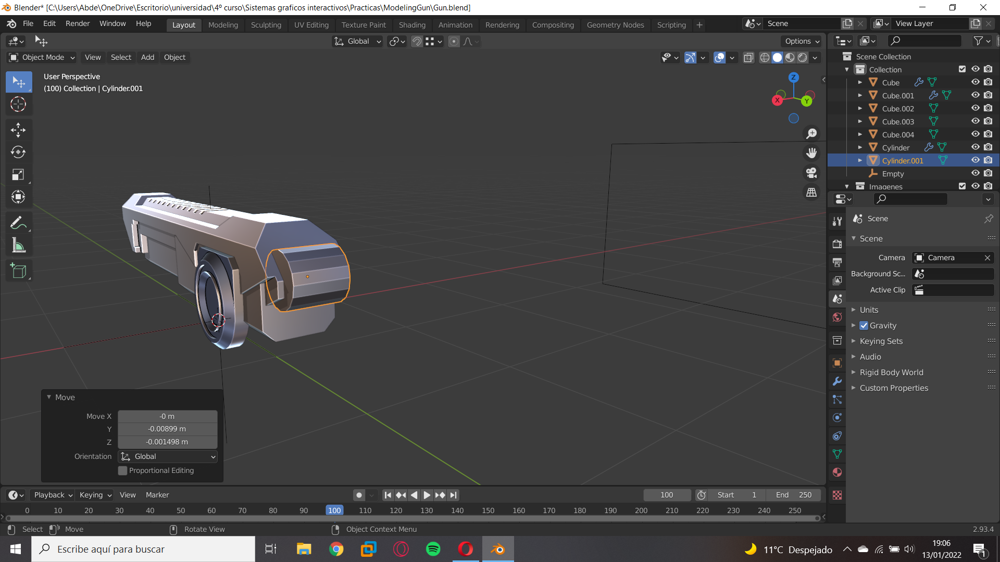 Blender* [C:\Users\Abde\OneDrive\Escritorio\universidad\4º curso\Sistemas graficos interactivos\Practicas\ModelingGun\Gun.blend]
File Edit Render Window Help Layout Modeling Sculpting UV Editing Texture Paint Shading Animation Rendering Compositing Geometry Nodes Scripting + Scene View Layer
Global Options
Object Mode View Select Add Object
User Perspective
(100) Collection | Cylinder.001
Z
X
Y
Scene Collection
Collection
Cube
Cube.001
Cube.002
Cube.003
Cube.004
Cylinder
Cylinder.001
Empty
Imagenes
Scene
Scene
Camera Camera
Background Sc...
Active Clip
Units
Gravity
Keying Sets
Audio
Rigid Body World
Custom Properties
Move
Move X -0 m
Y -0.00899 m
Z -0.001498 m
Orientation Global
Proportional Editing
Playback Keying View Marker 100 Start 1 End 250
0 10 20 30 40 50 60 70 80 90 100 110 120 130 140 150 160 170 180 190 200 210 220 230 240 250
Select Move Rotate View Object Context Menu 2.93.4
Escribe aquí para buscar
11°C Despejado
19:06
13/01/2022
1